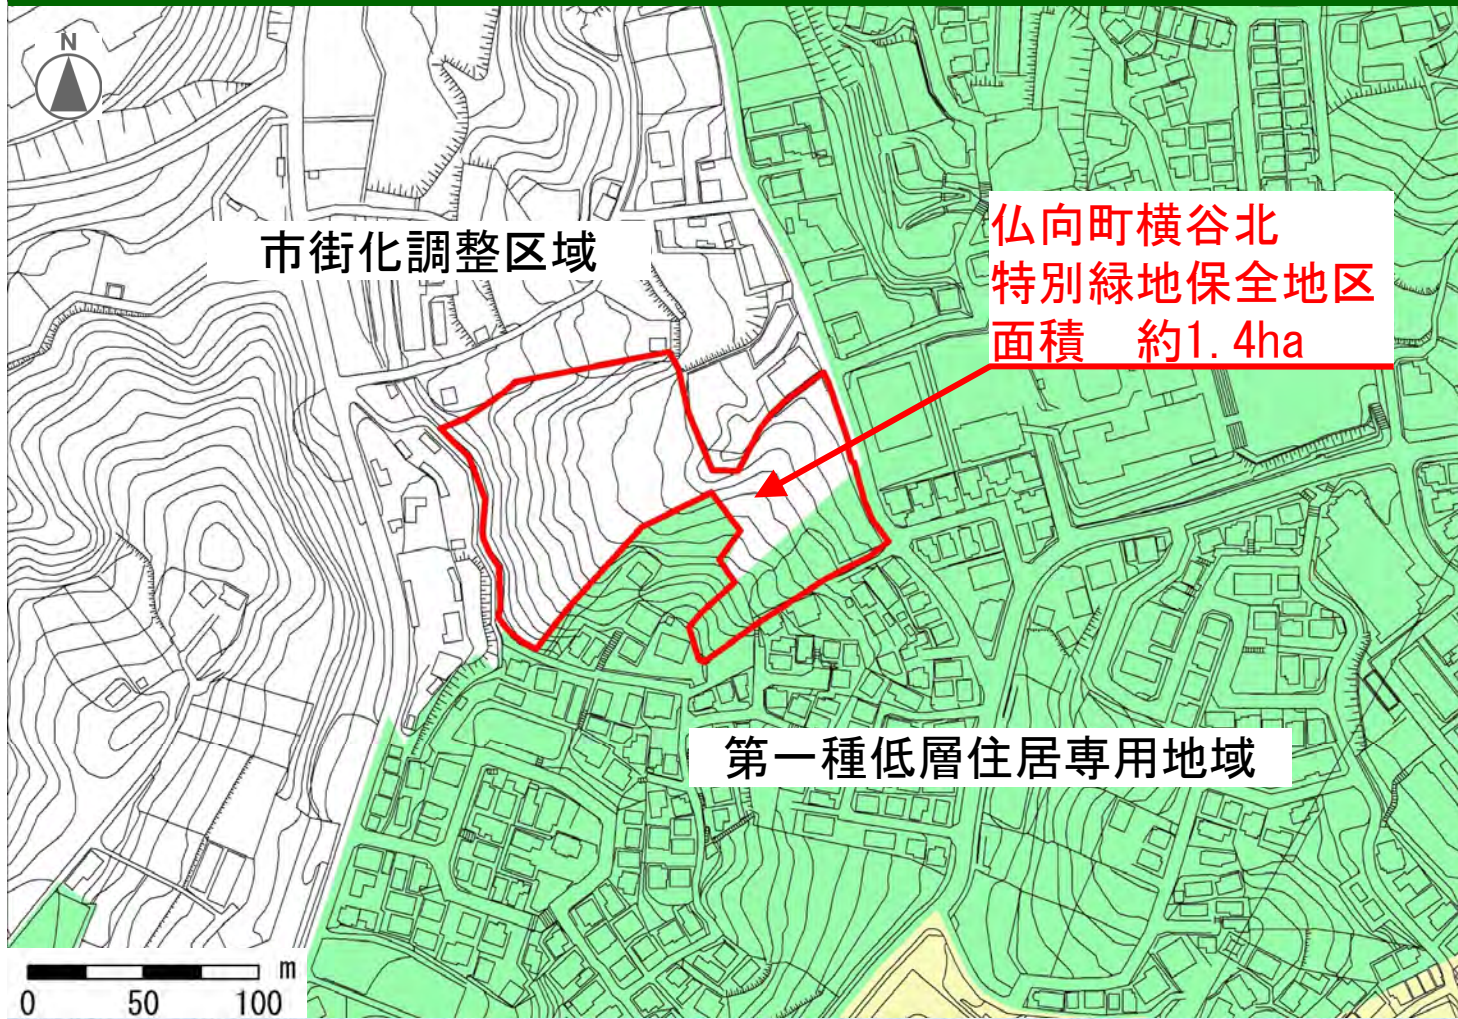 N
市街化調整区域
仏向町横谷北
特別緑地保全地区
面積　約1.4ha
第一種低層住居専用地域
m
0 50 100